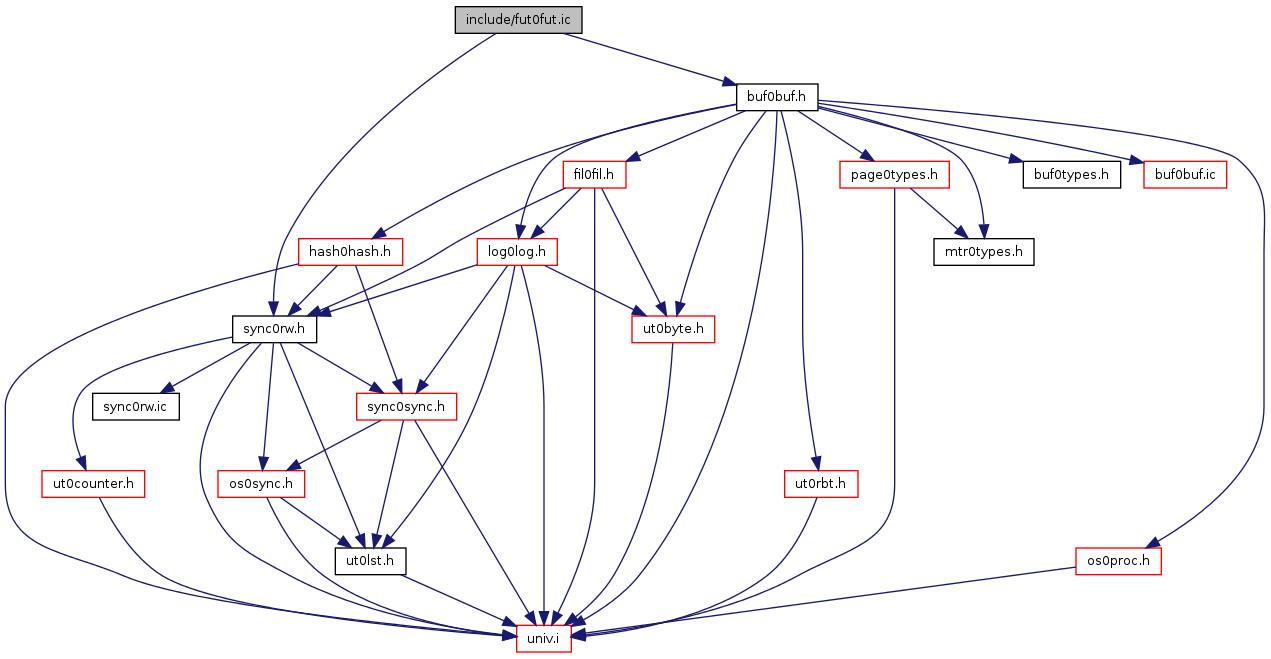 include/fut0fut.ic
buf0buf.h
fil0fil.h
page0types.h
buf0types.h
buf0buf.ic
hash0hash.h
log0log.h
mtr0types.h
sync0rw.h
ut0byte.h
sync0rw.ic
sync0sync.h
ut0counter.h
os0sync.h
ut0rbt.h
ut0lst.h
os0proc.h
univ.i